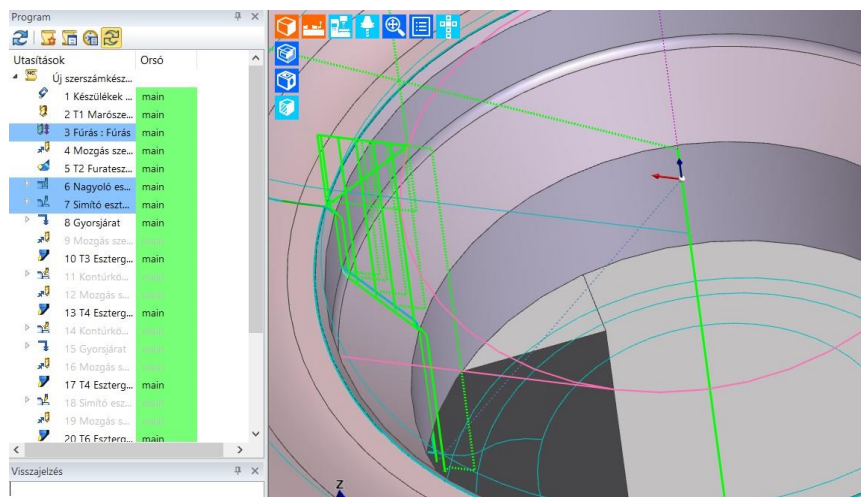 Program
Utasítások Orsó
Új szerszámkész...
1 Készülékek ... main
2 T1 Marósze... main
3 Fúrás : Fúrás main
4 Mozgás sze... main
5 T2 Furatesz... main
6 Nagyoló es... main
7 Simító eszt... main
8 Gyorsjárat main
9 Mozgás sze... main
10 T3 Eszterg... main
11 Kontúrkö... main
12 Mozgás s... main
13 T4 Eszterg... main
14 Kontúrkö... main
15 Gyorsjárat main
16 Mozgás s... main
17 T4 Eszterg... main
18 Simító esz... main
19 Mozgás s... main
20 T6 Eszterg... main
Visszajelzés
Z